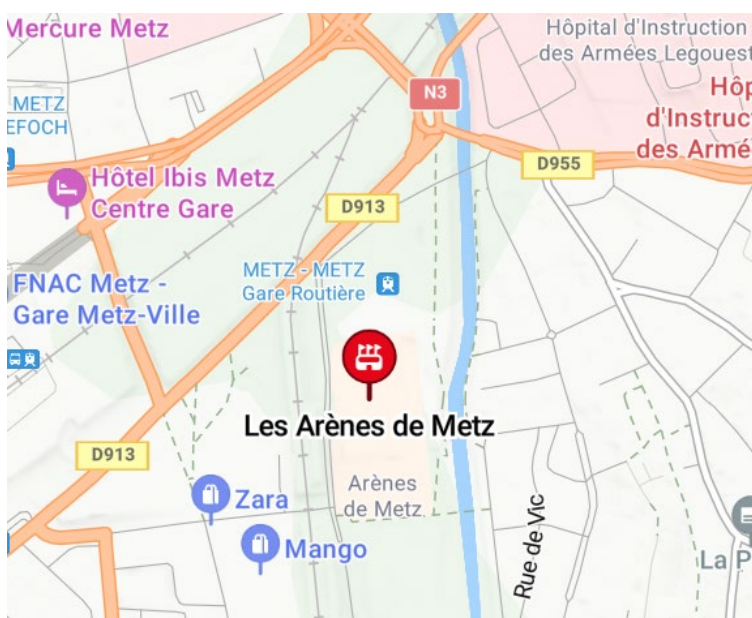 Mercure Metz
Hôpital d'Instruction
des Armées Legouest
N3
METZ
EFOCH
Hôp
d'Instruct
des Armé
D955
Hôtel Ibis Metz
Centre Gare
D913
METZ - METZ
Gare Routière
FNAC Metz -
Gare Metz-Ville
Les Arènes de Metz
D913
Arènes
de Metz
Zara
Mango
Rue de Vic
La P